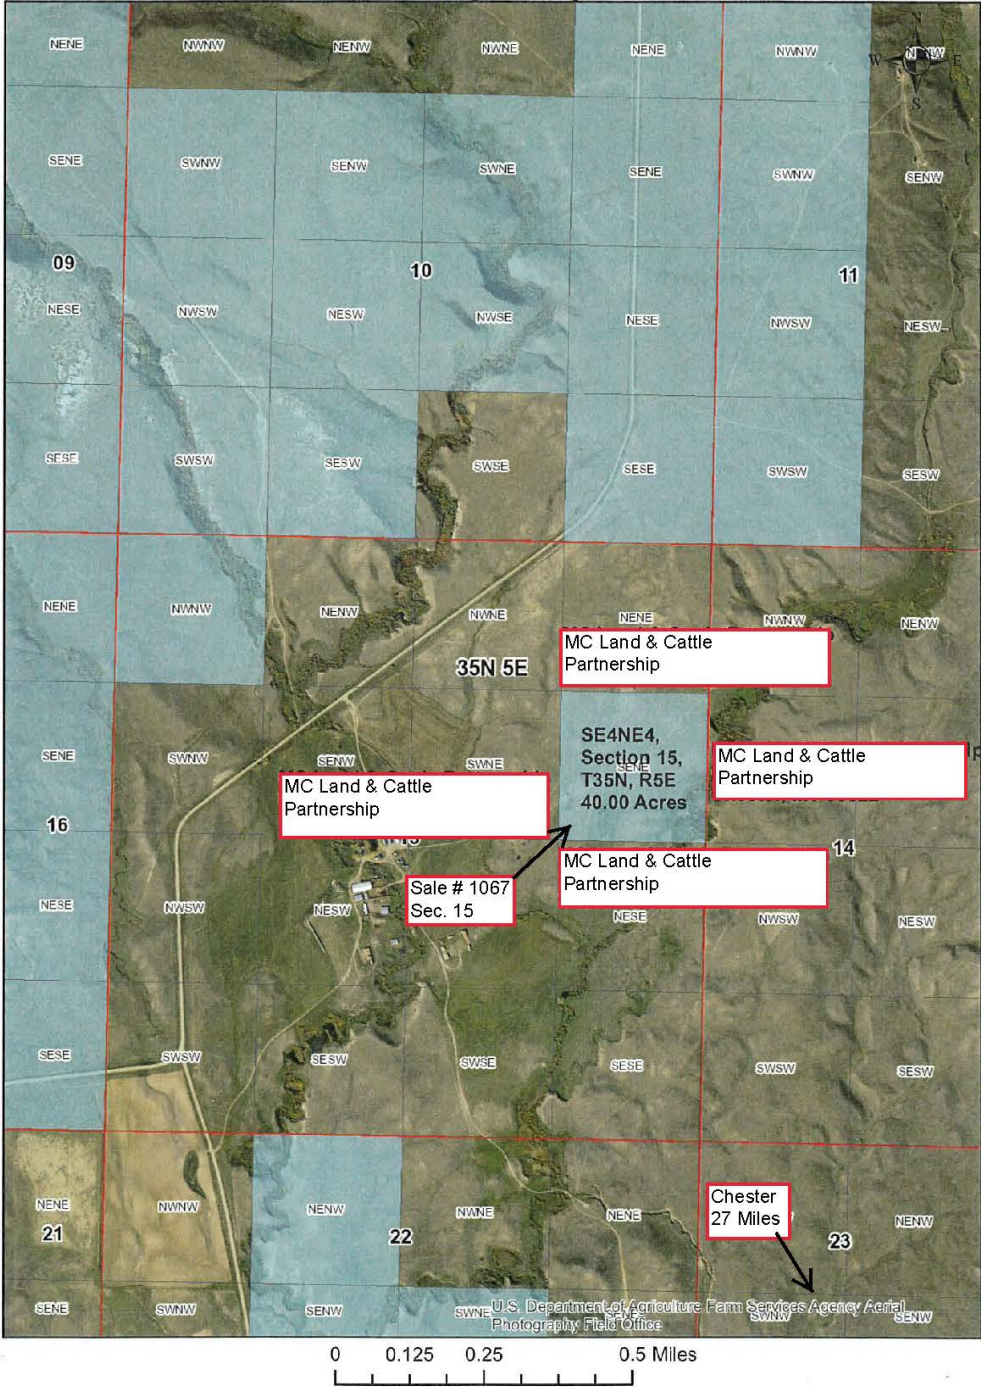 NENE
NWNW
NENW
NWNE
NENE
NWNW
W
E
S
SENE
SWNW
SENW
SWNE
SENE
SWNW
SENW
09
10
11
NESE
NWSW
NESW
NWSE
NESE
NWSW
NESW
SESE
SWSW
SESW
SWSE
SESE
SWSW
SESW
NENE
NWNW
NENW
NWNE
NENE
NWNW
NENW
MC Land & Cattle
Partnership
35N 5E
SENE
SWNW
SENW
SWNE
SE4NE4,
Section 15,
SENE
T35N, R5E
40.00 Acres
MC Land & Cattle
Partnership
MC Land & Cattle
Partnership
16
14
MC Land & Cattle
Partnership
Sale # 1067
Sec. 15
NESE
NWSW
NESW
NESE
NWSW
NESW
SESE
SWSW
SESW
SWSE
SESE
SWSW
SESW
NENE
NWNW
NENW
NWNE
NENE
Chester
27 Miles
NENW
21
22
23
SENE
SWNW
SENW
SWNE
SWNW
SENW
U.S. Department of Agriculture Farm Services Agency Aerial
Photography Field Office
0 0.125 0.25 0.5 Miles